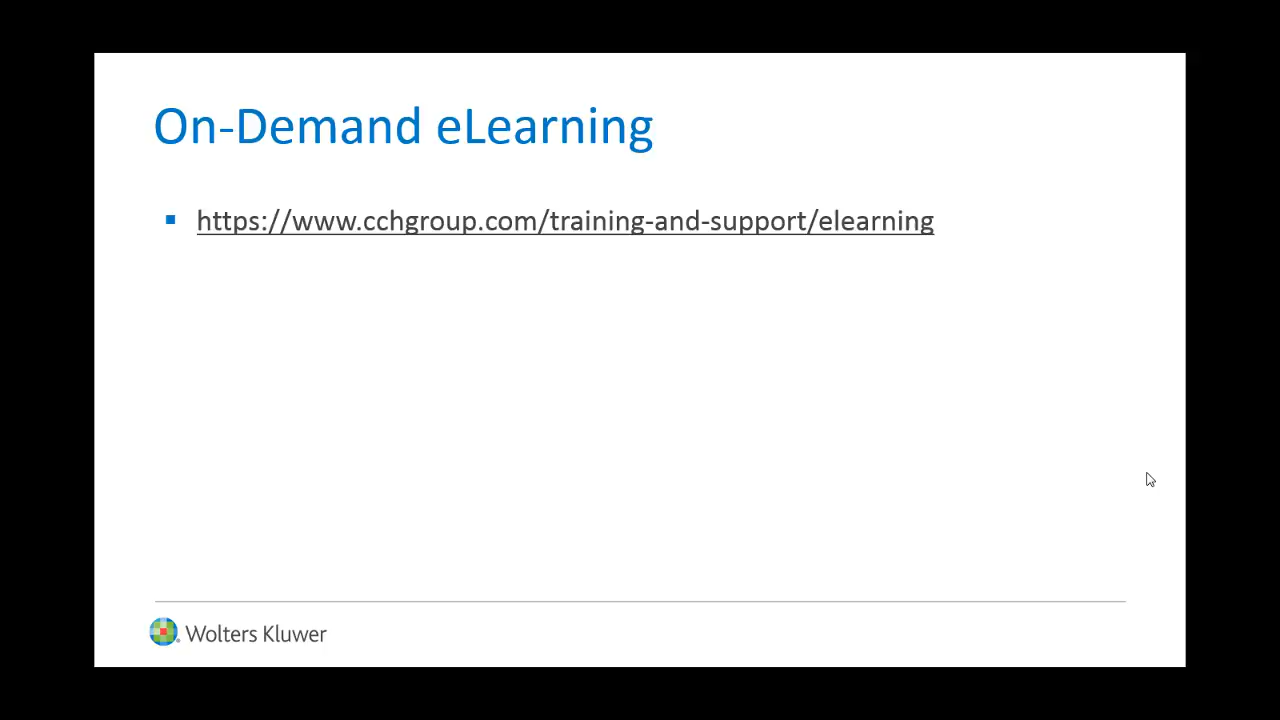 On-Demand eLearning
https://www.cchgroup.com/training-and-support/elearning
Wolters Kluwer